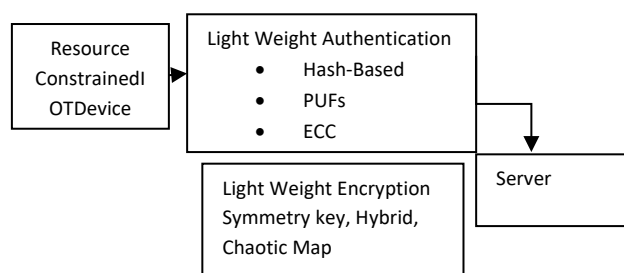 Resource
ConstrainedI
OTDevice
Light Weight Authentication
• Hash-Based
• PUFs
• ECC
Light Weight Encryption
Symmetry key, Hybrid,
Chaotic Map
Server